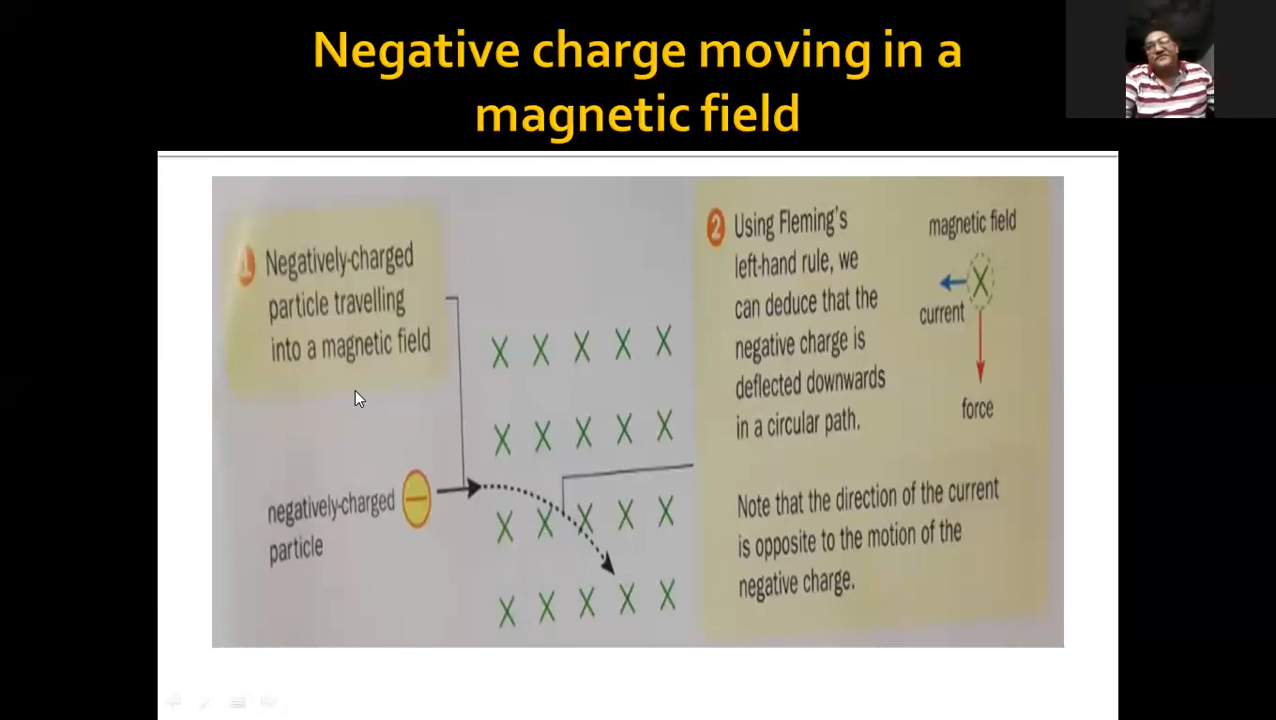 Negative charge moving in a
magnetic field
1 Negatively-charged
particle travelling
into a magnetic field
negatively-charged
particle
X X X X X
X X X X X
X X X X X
X X X X X
2 Using Fleming's
left-hand rule, we
can deduce that the
negative charge is
deflected downwards
in a circular path.
magnetic field
X
current
force
Note that the direction of the current
is opposite to the motion of the
negative charge.